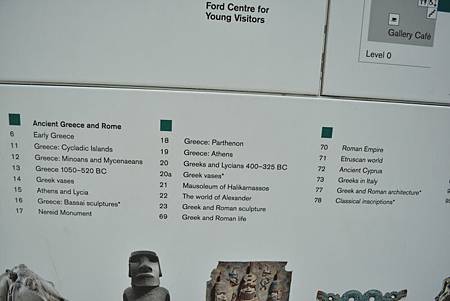 Ford Centre for
Young Visitors
Gallery Café
Level 0
Ancient Greece and Rome
6 Early Greece
11 Greece: Cycladic Islands
12 Greece: Minoans and Mycenaeans
13 Greece 1050–520 BC
14 Greek vases
15 Athens and Lycia
16 Greece: Bassai sculptures*
17 Nereid Monument
18 Greece: Parthenon
19 Greece: Athens
20 Greeks and Lycians 400–325 BC
20a Greek vases*
21 Mausoleum of Halikarnassos
22 The world of Alexander
23 Greek and Roman sculpture
69 Greek and Roman life
70 Roman Empire
71 Etruscan world
72 Ancient Cyprus
73 Greeks in Italy
77 Greek and Roman architecture*
78 Classical inscriptions*